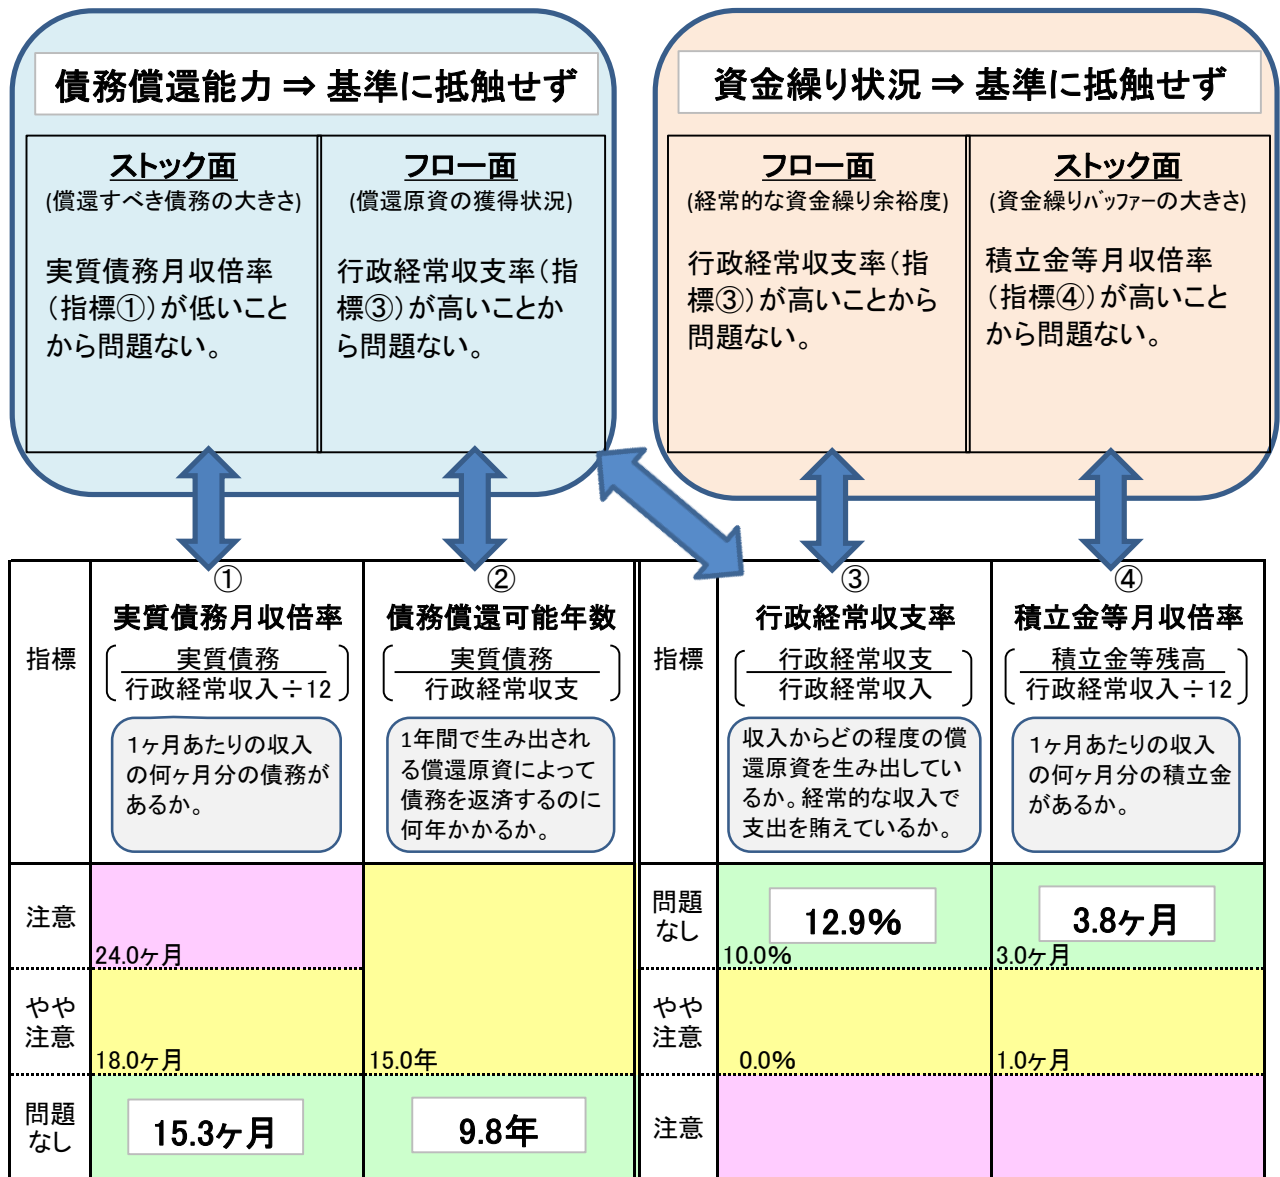 債務償還能力 ⇒ 基準に抵触せず
ストック面
(償還すべき債務の大きさ)
実質債務月収倍率
（指標①）が低いこと
から問題ない。
フロー面
(償還原資の獲得状況)
行政経常収支率（指
標③）が高いことか
ら問題ない。
資金繰り状況 ⇒ 基準に抵触せず
フロー面
(経常的な資金繰り余裕度)
行政経常収支率（指
標③）が高いことから
問題ない。
ストック面
(資金繰りバッファーの大きさ)
積立金等月収倍率
（指標④）が高いこと
から問題ない。
指標
①
実質債務月収倍率
実質債務
行政経常収入÷12
1ヶ月あたりの収入
の何ヶ月分の債務が
あるか。
②
債務償還可能年数
実質債務
行政経常収支
1年間で生み出され
る償還原資によって
債務を返済するのに
何年かかるか。
指標
③
行政経常収支率
行政経常収支
行政経常収入
収入からどの程度の償
還原資を生み出してい
るか。経常的な収入で
支出を賄えているか。
④
積立金等月収倍率
積立金等残高
行政経常収入÷12
1ヶ月あたりの収入
の何ヶ月分の積立金
があるか。
注意
24.0ヶ月
やや
注意
18.0ヶ月
15.0年
問題
なし
15.3ヶ月
9.8年
問題
なし
12.9%
10.0%
3.8ヶ月
3.0ヶ月
やや
注意
0.0%
1.0ヶ月
注意